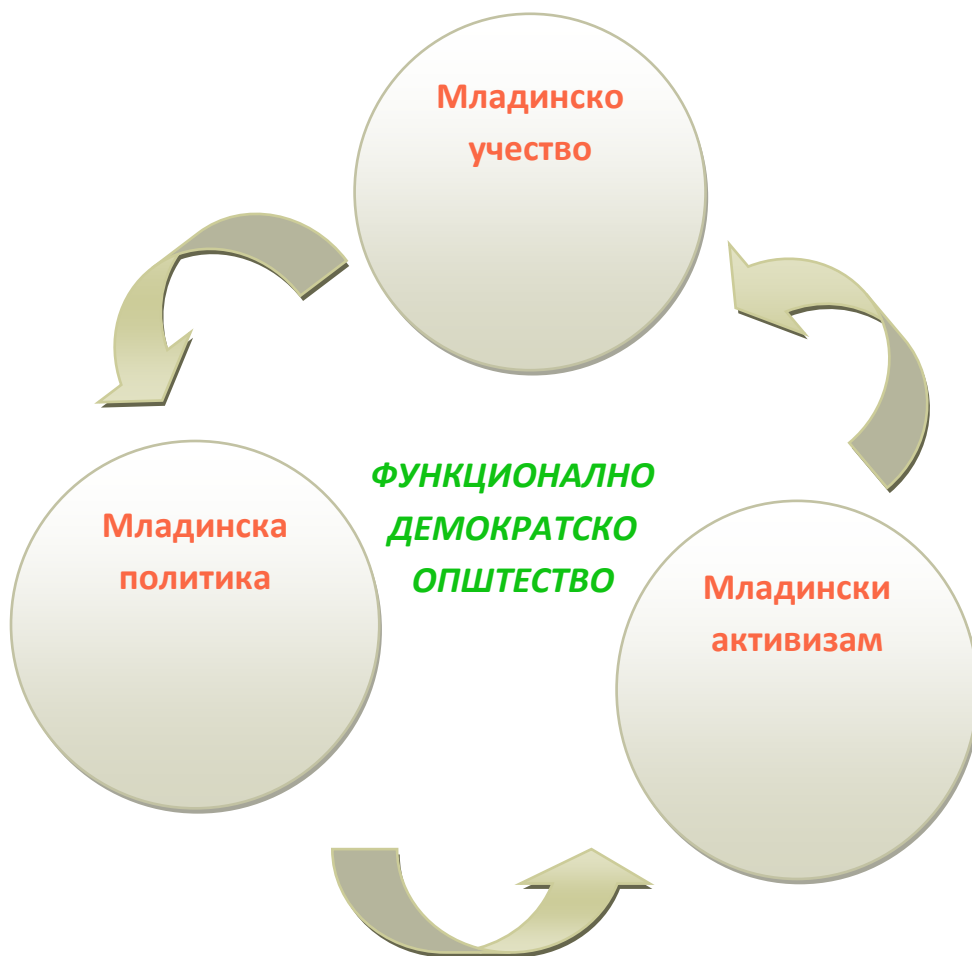 Младинско
учество
ФУНКЦИОНАЛНО
ДЕМОКРАТСКО
ОПШТЕСТВО
Младинска
политика
Младински
активизам